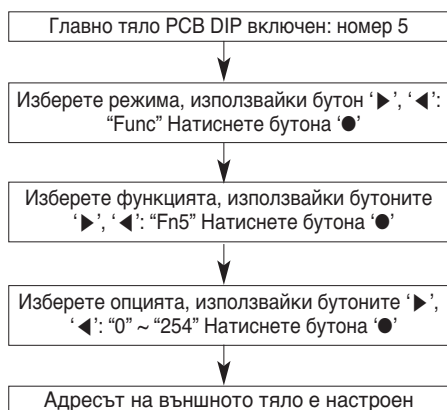 Главно тяло PCB DIP включен: номер 5
Изберете режима, използвайки бутон ‘▶’, ‘◀’:
“Func” Натиснете бутона ‘●’
Изберете функцията, използвайки бутоните
‘▶’, ‘◀’: “Fn5” Натиснете бутона ‘●’
Изберете опцията, използвайки бутоните ‘▶’,
‘◀’: “0” ~ “254” Натиснете бутона ‘●’
Адресът на външното тяло е настроен